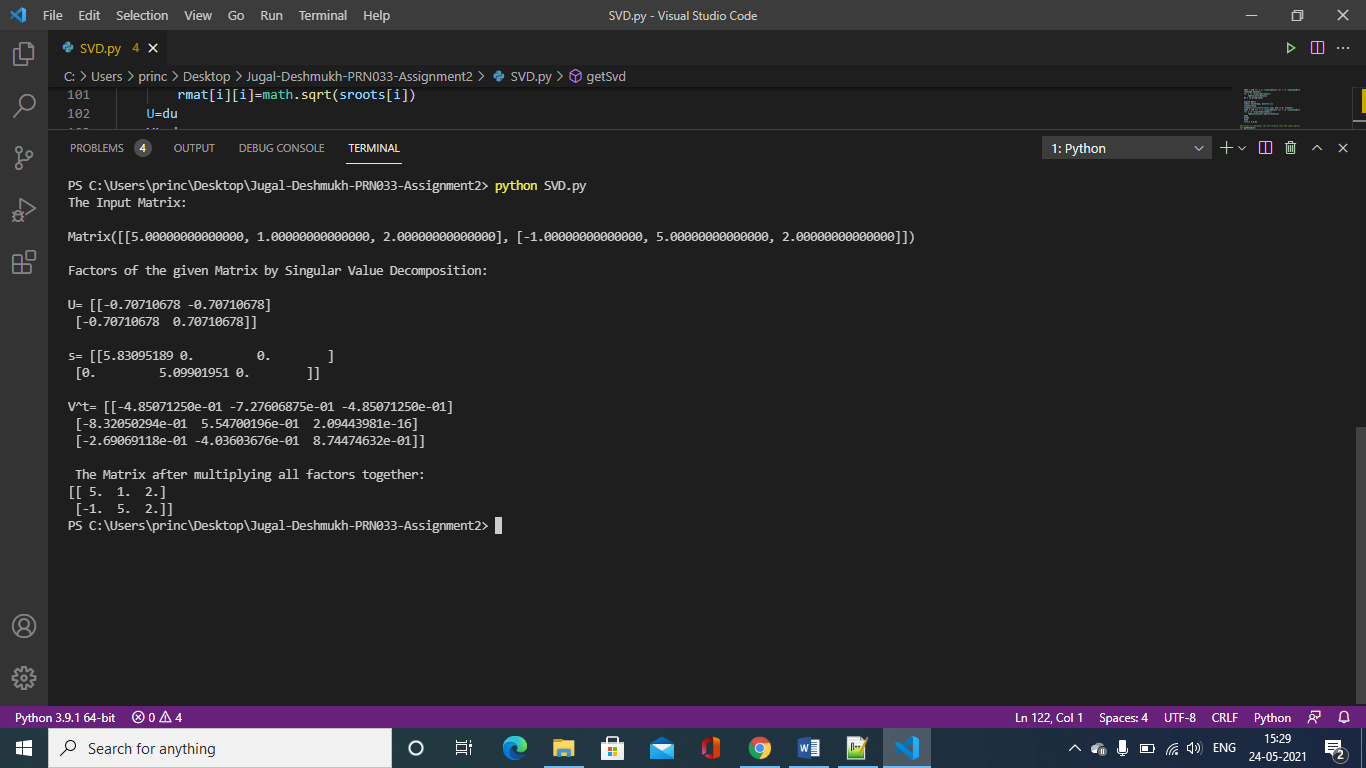 File Edit Selection View Go Run Terminal Help SVD.py - Visual Studio Code
SVD.py 4
C: > Users > princ > Desktop > Jugal-Deshmukh-PRN033-Assignment2 > SVD.py > getSvd
101 rmat[i][i]=math.sqrt(sroots[i])
102 U=du
PROBLEMS 4 OUTPUT DEBUG CONSOLE TERMINAL 1: Python
PS C:\Users\princ\Desktop\Jugal-Deshmukh-PRN033-Assignment2> python SVD.py
The Input Matrix:
Matrix([[5.00000000000000, 1.00000000000000, 2.00000000000000], [-1.00000000000000, 5.00000000000000, 2.00000000000000]])
Factors of the given Matrix by Singular Value Decomposition:
U= [[-0.70710678 -0.70710678]
[-0.70710678 0.70710678]]
s= [[5.83095189 0. 0. ]
[0. 5.09901951 0. ]]
V^t= [[-4.85071250e-01 -7.27606875e-01 -4.85071250e-01]
[-8.32050294e-01 5.54700196e-01 2.09443981e-16]
[-2.69069118e-01 -4.03603676e-01 8.74474632e-01]]
The Matrix after multiplying all factors together:
[[ 5. 1. 2.]
[-1. 5. 2.]]
PS C:\Users\princ\Desktop\Jugal-Deshmukh-PRN033-Assignment2>
Python 3.9.1 64-bit 0 4 Ln 122, Col 1 Spaces: 4 UTF-8 CRLF Python
Search for anything ENG 15:29
24-05-2021 2